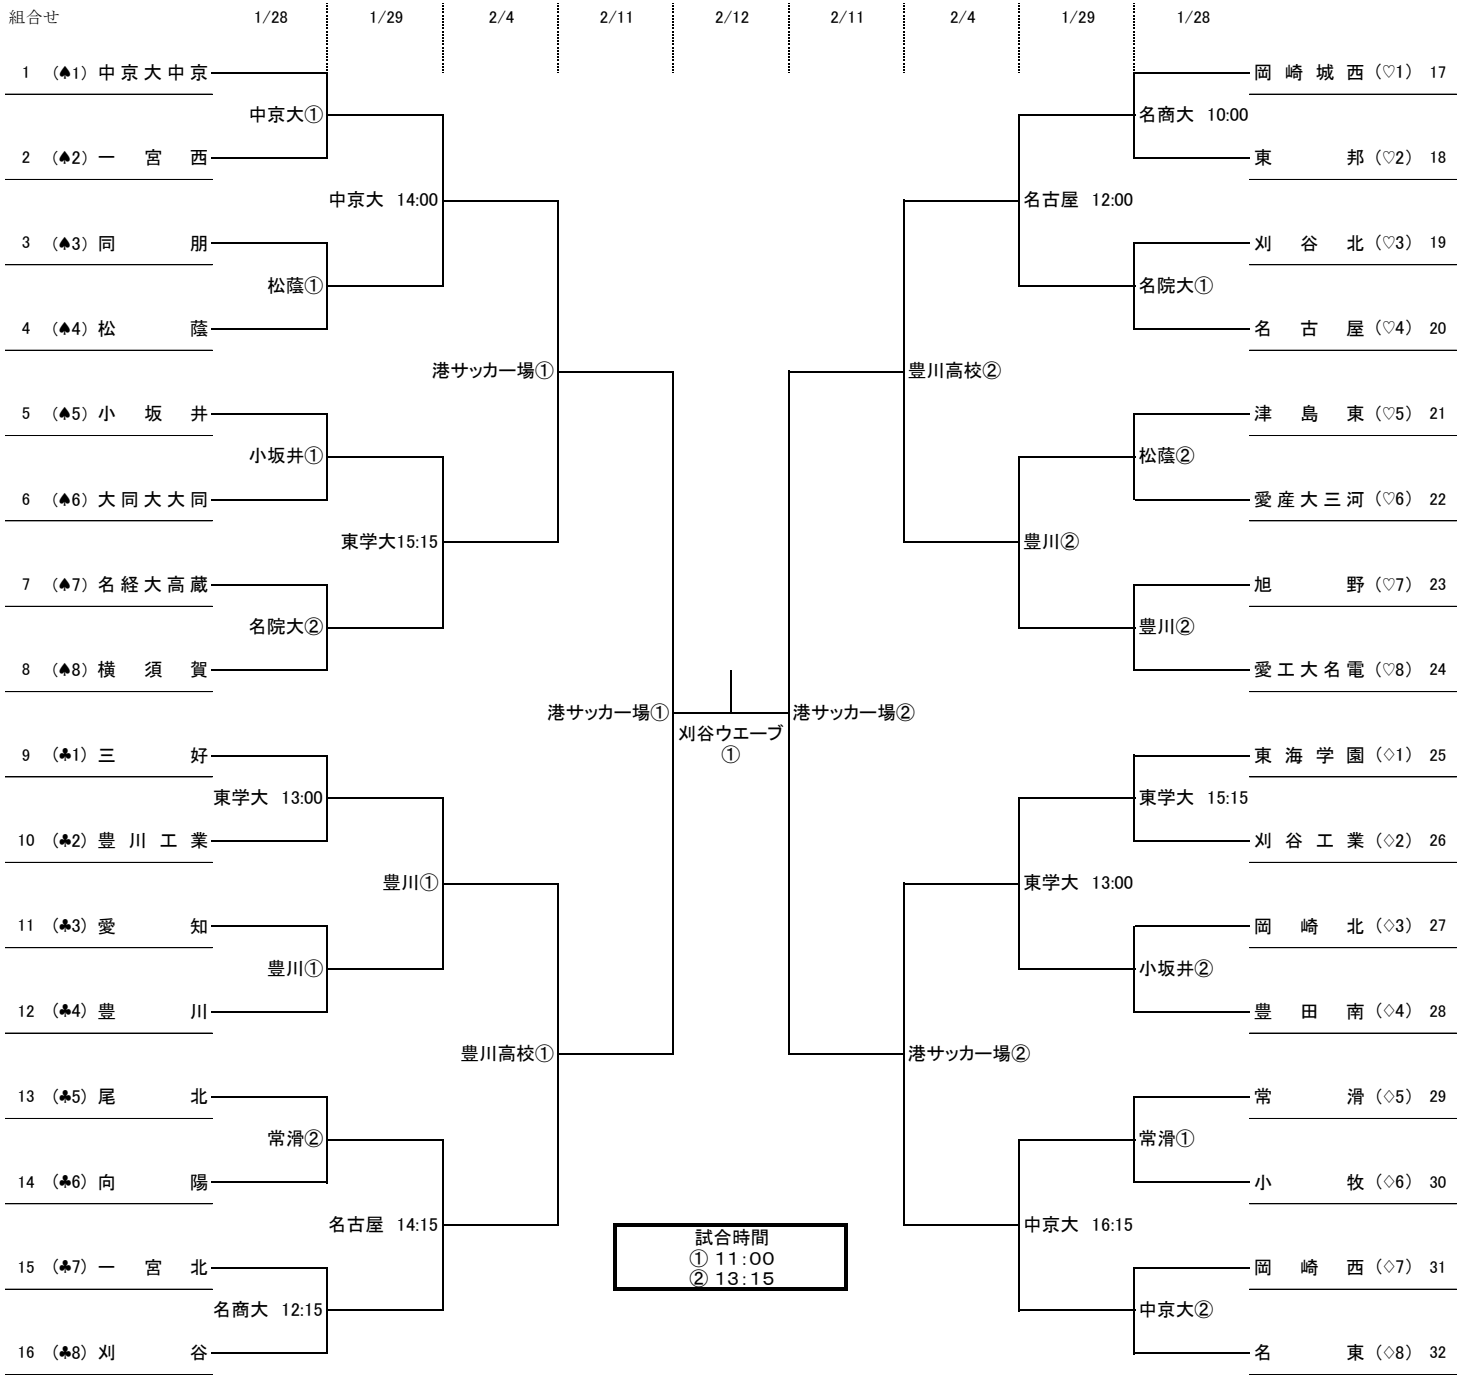 組合せ 1/28 1/29 2/4 2/11 2/12 2/11 2/4 1/29 1/28
1 (♠1) 中京大中京 岡崎城西 (♡1) 17
中京大① 名商大 10:00
2 (♠2) 一宮西 東邦 (♡2) 18
中京大 14:00 名古屋 12:00
3 (♠3) 同朋 刈谷北 (♡3) 19
松蔭① 名院大①
4 (♠4) 松蔭 名古屋 (♡4) 20
港サッカー場① 豊川高校②
5 (♠5) 小坂井 津島東 (♡5) 21
小坂井① 松蔭②
6 (♠6) 大同大大同 愛産大三河 (♡6) 22
東学大15:15 豊川②
7 (♠7) 名経大高蔵 旭野 (♡7) 23
名院大② 豊川②
8 (♠8) 横須賀 愛工大名電 (♡8) 24
港サッカー場① 港サッカー場②
刈谷ウエーブ
①
9 (♣1) 三好 東海学園 (♢1) 25
東学大 13:00 東学大 15:15
10 (♣2) 豊川工業 刈谷工業 (♢2) 26
豊川① 東学大 13:00
11 (♣3) 愛知 岡崎北 (♢3) 27
豊川① 小坂井②
12 (♣4) 豊川 豊田南 (♢4) 28
豊川高校① 港サッカー場②
13 (♣5) 尾北 常滑 (♢5) 29
常滑② 常滑①
14 (♣6) 向陽 小牧 (♢6) 30
名古屋 14:15 中京大 16:15
試合時間
① 11:00
② 13:15
15 (♣7) 一宮北 岡崎西 (♢7) 31
名商大 12:15 中京大②
16 (♣8) 刈谷 名東 (♢8) 32